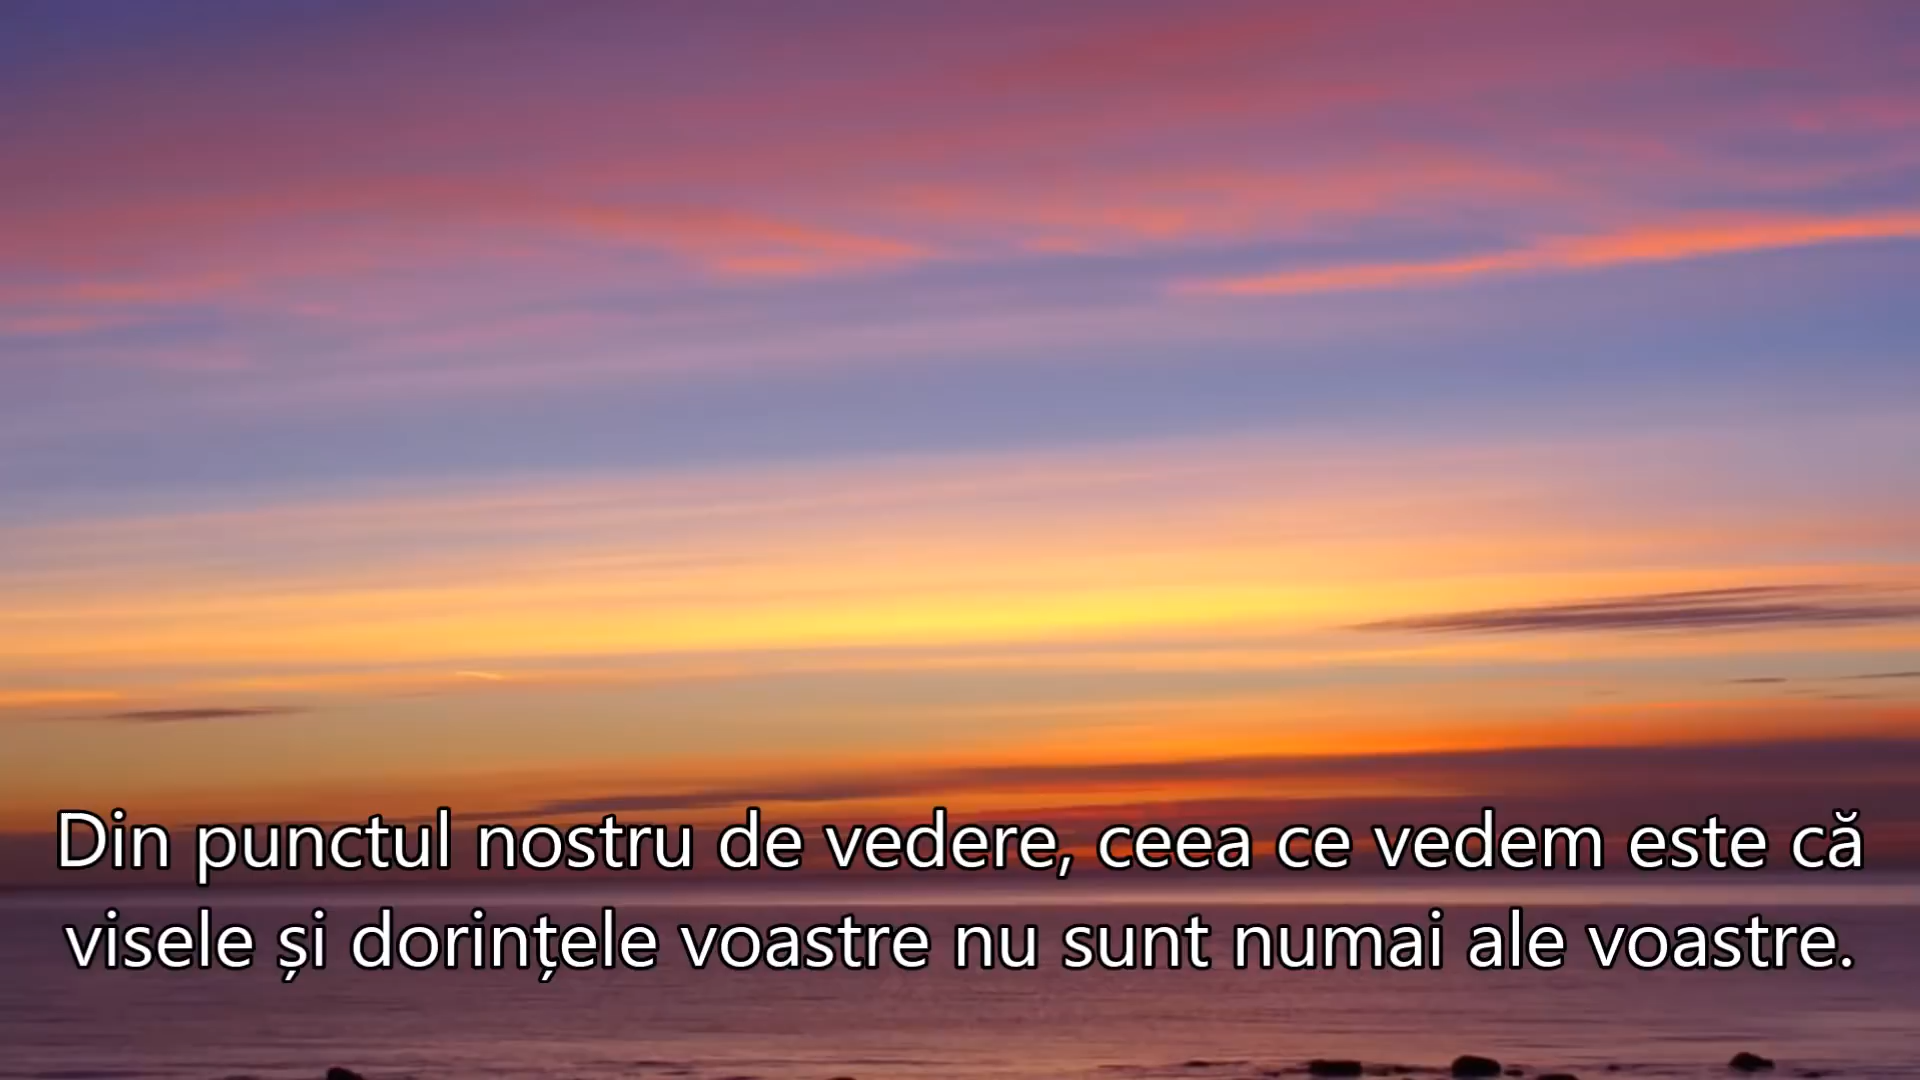 Din punctul nostru de vedere, ceea ce vedem este că
visele și dorințele voastre nu sunt numai ale voastre.